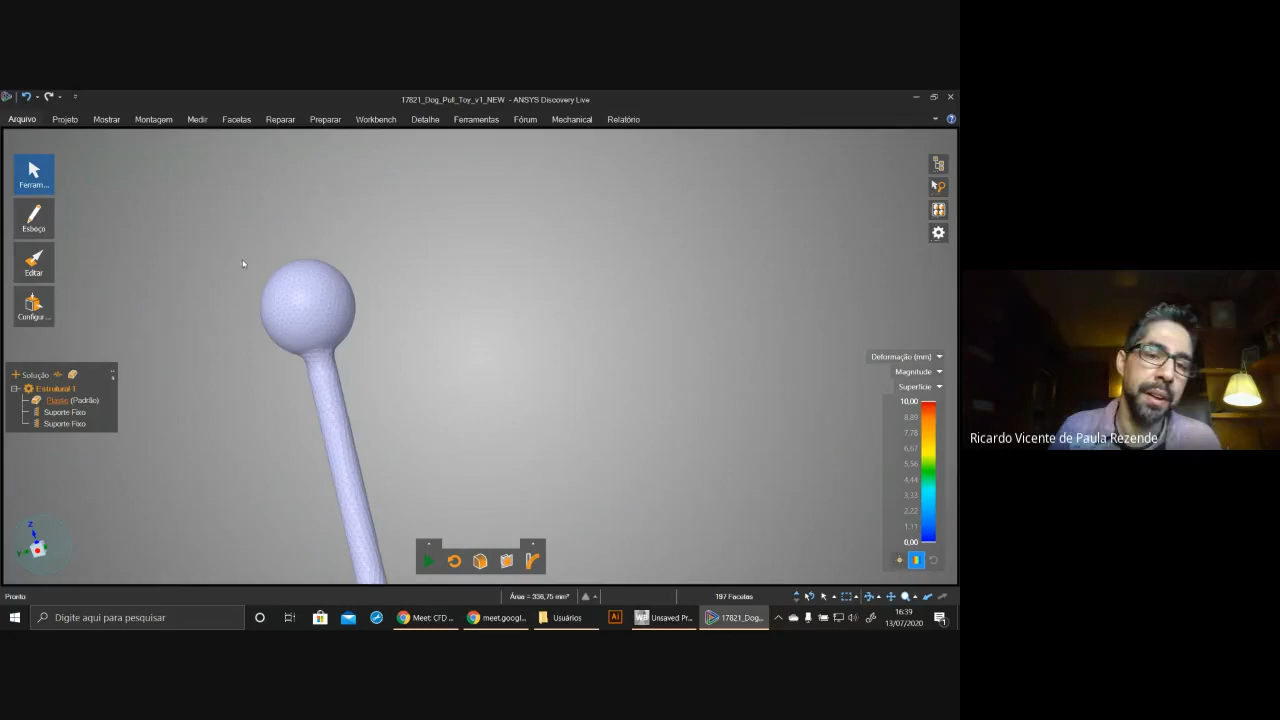 17821_Dog_Pull_Toy_v1_NEW - ANSYS Discovery Live
Arquivo Projeto Mostrar Montagem Medir Facetas Reparar Preparar Workbench Detalhe Ferramentas Fórum Mechanical Relatório
Ferram...
Esboço
Editar
Configur...
Solução
Estrutural 1
Plastic (Padrão)
Suporte Fixo
Suporte Fixo
Deformação (mm)
Magnitude
Superfície
10,00
8,89
7,78
6,67
5,56
4,44
3,33
2,22
1,11
0,00
Z
Y
Ricardo Vicente de Paula Rezende
Pronto Área = 336,75 mm² 197 Facetas
Digite aqui para pesquisar Ai Meet: CFD ... meet.googl... Usuários WB Unsaved Pr... 17821_Dog... 16:39
13/07/2020
1